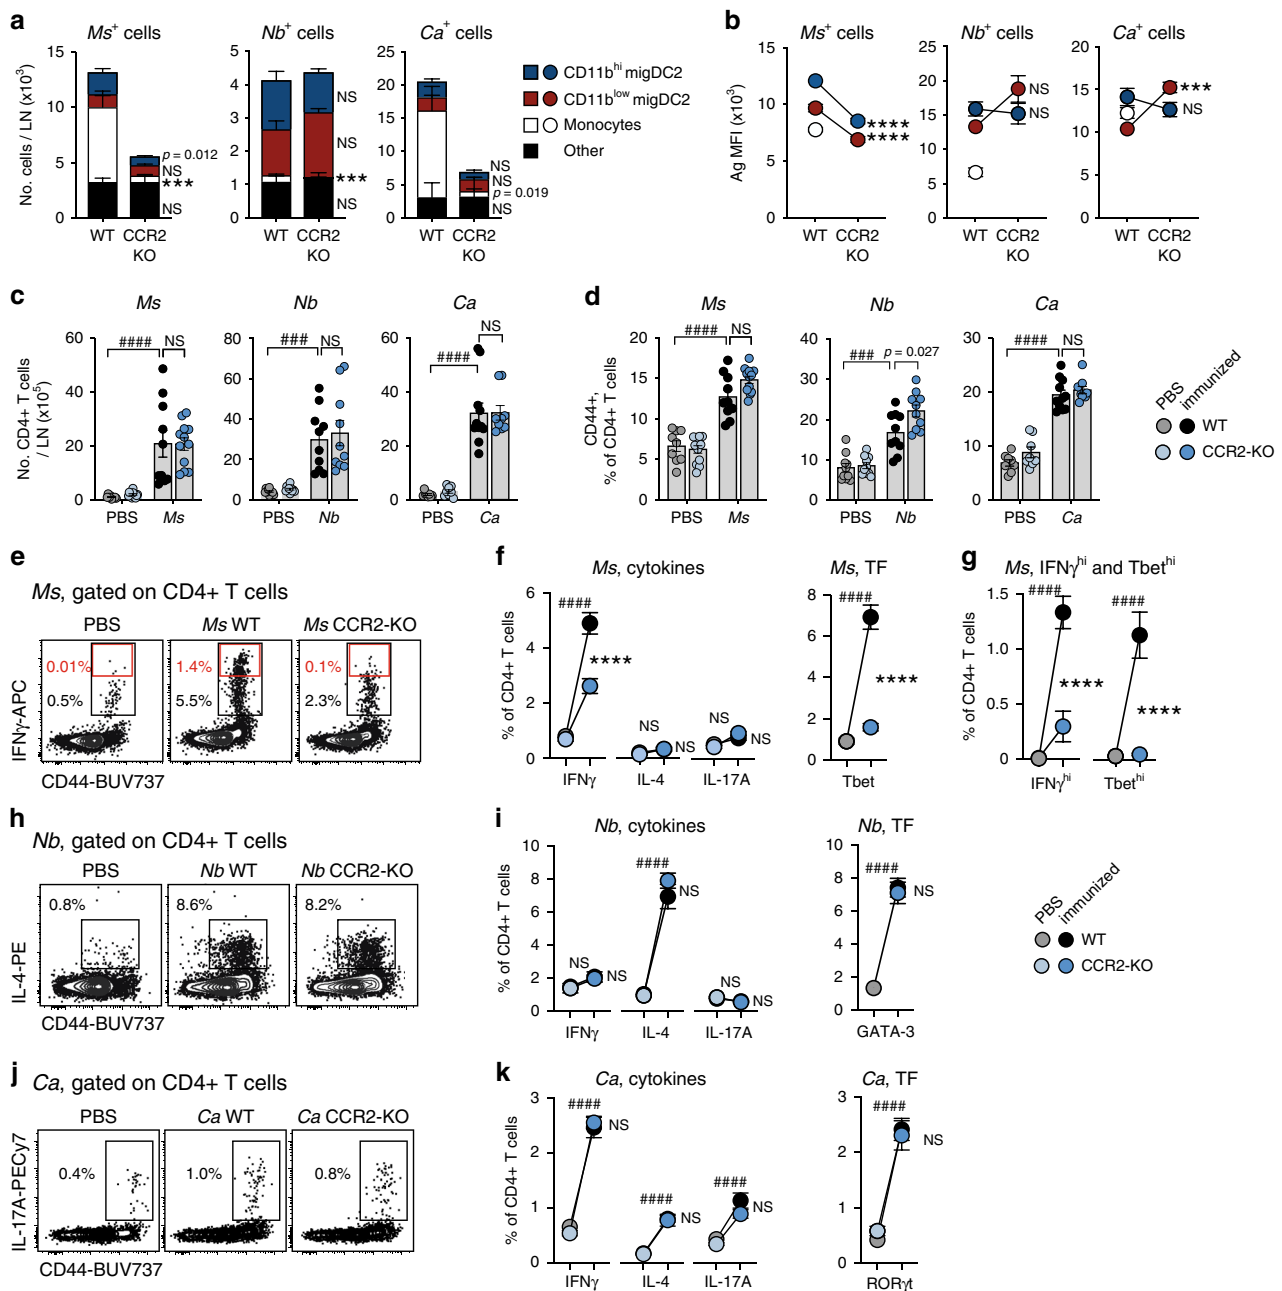 a
Ms+ cells
Nb+ cells
Ca+ cells
No. cells / LN (x10³)
15
10
5
0
5
4
3
2
1
0
25
20
15
10
5
0
p = 0.012
NS
***
NS
NS
NS
***
NS
NS
NS
p = 0.019
NS
WT CCR2 KO
WT CCR2 KO
WT CCR2 KO
CD11bhi migDC2
CD11blow migDC2
Monocytes
Other
b
Ms+ cells
Nb+ cells
Ca+ cells
Ag MFI (x10³)
15
10
5
0
25
20
15
10
5
0
20
15
10
5
0
****
****
NS
NS
***
NS
WT CCR2 KO
WT CCR2 KO
WT CCR2 KO
c
Ms
Nb
Ca
No. CD4+ T cells / LN (x10⁵)
60
40
20
0
80
60
40
20
0
60
40
20
0
####
NS
###
NS
####
NS
PBS Ms
PBS Nb
PBS Ca
d
Ms
Nb
Ca
CD44+, % of CD4+ T cells
20
15
10
5
0
40
30
20
10
0
30
20
10
0
####
NS
###
p = 0.027
####
NS
PBS Ms
PBS Nb
PBS Ca
PBS
immunized
WT
CCR2-KO
e
Ms, gated on CD4+ T cells
PBS
Ms WT
Ms CCR2-KO
0.01%
0.5%
1.4%
5.5%
0.1%
2.3%
IFNγ-APC
CD44-BUV737
f
Ms, cytokines
Ms, TF
% of CD4+ T cells
6
4
2
0
####
****
NS
NS
NS
NS
IFNγ
IL-4
IL-17A
8
6
4
2
0
####
****
Tbet
g
Ms, IFNγhi and Tbethi
% of CD4+ T cells
1.5
1
0.5
0
####
####
****
****
IFNγhi
Tbethi
h
Nb, gated on CD4+ T cells
PBS
Nb WT
Nb CCR2-KO
0.8%
8.6%
8.2%
IL-4-PE
CD44-BUV737
i
Nb, cytokines
Nb, TF
% of CD4+ T cells
10
8
6
4
2
0
NS
NS
####
NS
NS
NS
IFNγ
IL-4
IL-17A
10
8
6
4
2
0
####
NS
GATA-3
PBS
immunized
WT
CCR2-KO
j
Ca, gated on CD4+ T cells
PBS
Ca WT
Ca CCR2-KO
0.4%
1.0%
0.8%
IL-17A-PECy7
CD44-BUV737
k
Ca, cytokines
Ca, TF
% of CD4+ T cells
3
2
1
0
####
NS
####
NS
####
NS
IFNγ
IL-4
IL-17A
3
2
1
0
####
NS
RORγt